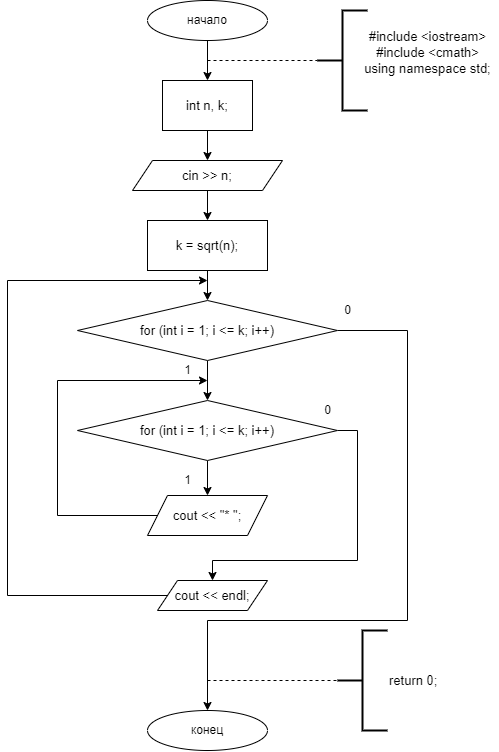 начало
#include <iostream>
#include <cmath>
using namespace std;
int n, k;
cin >> n;
k = sqrt(n);
for (int i = 1; i <= k; i++)
0
1
for (int i = 1; i <= k; i++)
0
1
cout << "* ";
cout << endl;
return 0;
конец